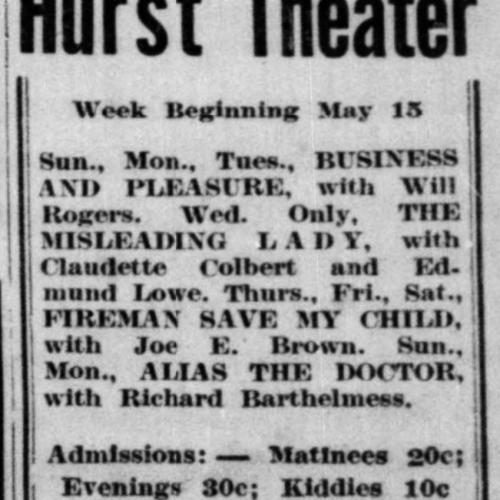 Hurst Theater
Week Beginning May 15
Sun., Mon., Tues., BUSINESS
AND PLEASURE, with Will
Rogers. Wed. Only, THE
MISLEADING LADY, with
Claudette Colbert and Ed-
mund Lowe. Thurs., Fri., Sat.,
FIREMAN SAVE MY CHILD,
with Joe E. Brown. Sun.,
Mon., ALIAS THE DOCTOR,
with Richard Barthelmess.
Admissions: — Matinees 20c;
Evenings 30c; Kiddies 10c